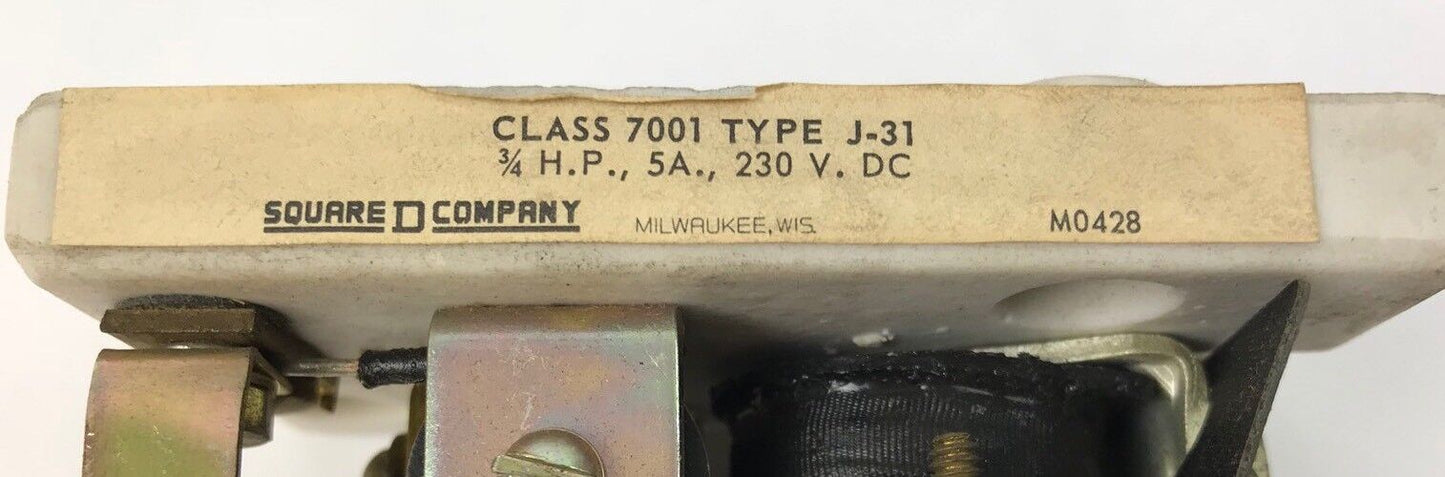 CLASS 7001 TYPE J-31
¾ H.P., 5A., 230 V. DC
SQUARE D COMPANY MILWAUKEE, WIS. M0428